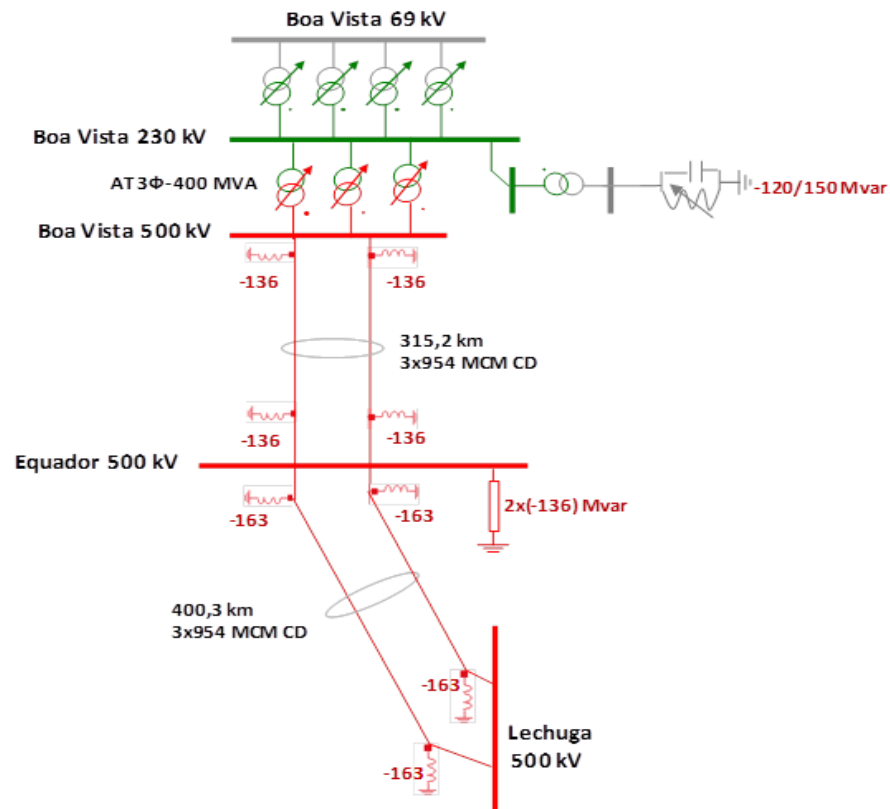 Boa Vista 69 kV
Boa Vista 230 kV
AT3Φ-400 MVA
-120/150 Mvar
Boa Vista 500 kV
-136
-136
315,2 km
3x954 MCM CD
-136
-136
Equador 500 kV
-163
-163
2x(-136) Mvar
400,3 km
3x954 MCM CD
-163
-163
Lechuga
500 kV